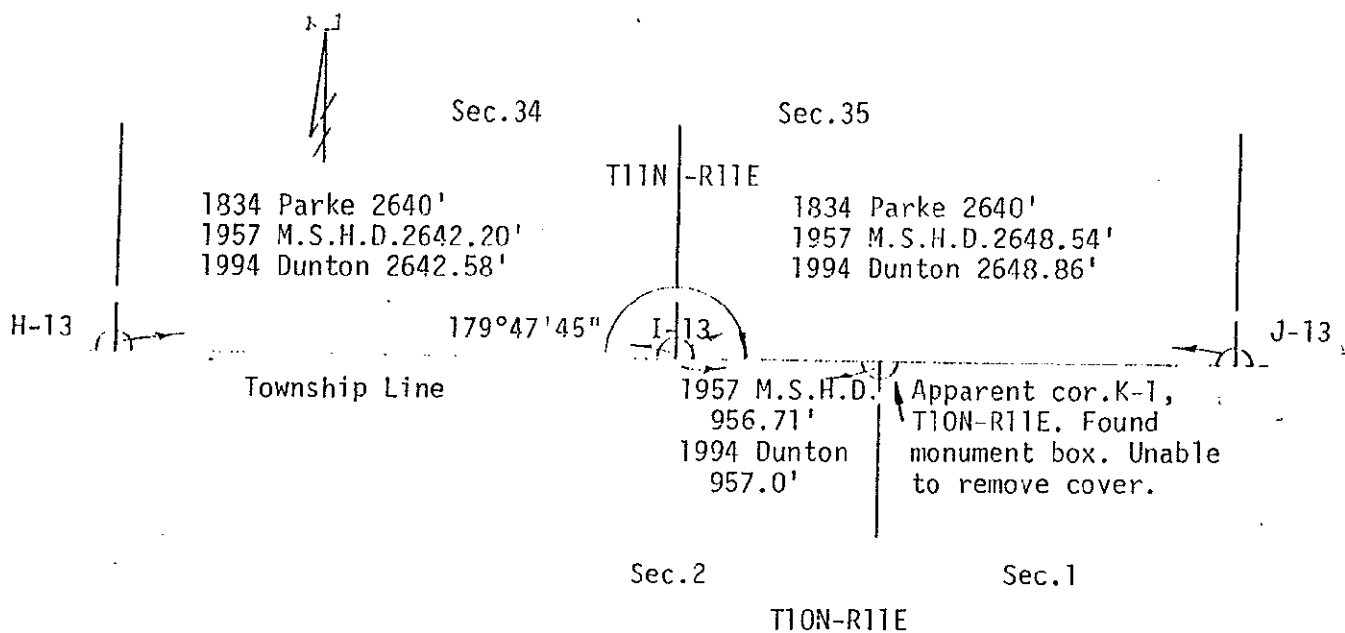 Sec.34
Sec.35
T11N-R11E
1834 Parke 2640'
1957 M.S.H.D.2642.20'
1994 Dunton 2642.58'
1834 Parke 2640'
1957 M.S.H.D.2648.54'
1994 Dunton 2648.86'
H-13
179°47'45"
I-13
J-13
Township Line
1957 M.S.H.D.
956.71'
1994 Dunton
957.0'
Apparent cor.K-1,
T10N-R11E. Found
monument box. Unable
to remove cover.
Sec.2
Sec.1
T10N-R11E